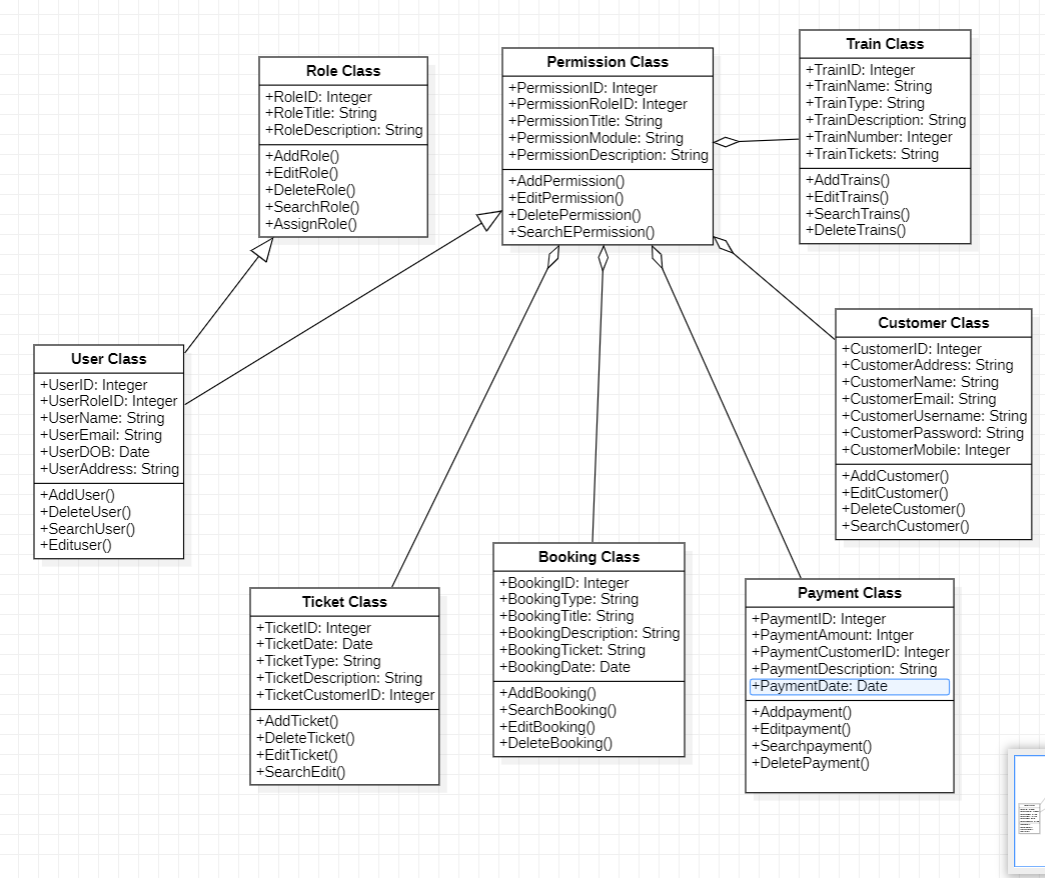 Role Class
+RoleID: Integer
+RoleTitle: String
+RoleDescription: String
+AddRole()
+EditRole()
+DeleteRole()
+SearchRole()
+AssignRole()
Permission Class
+PermissionID: Integer
+PermissionRoleID: Integer
+PermissionTitle: String
+PermissionModule: String
+PermissionDescription: String
+AddPermission()
+EditPermission()
+DeletePermission()
+SearchEPermission()
Train Class
+TrainID: Integer
+TrainName: String
+TrainType: String
+TrainDescription: String
+TrainNumber: Integer
+TrainTickets: String
+AddTrains()
+EditTrains()
+SearchTrains()
+DeleteTrains()
User Class
+UserID: Integer
+UserRoleID: Integer
+UserName: String
+UserEmail: String
+UserDOB: Date
+UserAddress: String
+AddUser()
+DeleteUser()
+SearchUser()
+Edituser()
Customer Class
+CustomerID: Integer
+CustomerAddress: String
+CustomerName: String
+CustomerEmail: String
+CustomerUsername: String
+CustomerPassword: String
+CustomerMobile: Integer
+AddCustomer()
+EditCustomer()
+DeleteCustomer()
+SearchCustomer()
Ticket Class
+TicketID: Integer
+TicketDate: Date
+TicketType: String
+TicketDescription: String
+TicketCustomerID: Integer
+AddTicket()
+DeleteTicket()
+EditTicket()
+SearchEdit()
Booking Class
+BookingID: Integer
+BookingType: String
+BookingTitle: String
+BookingDescription: String
+BookingTicket: String
+BookingDate: Date
+AddBooking()
+SearchBooking()
+EditBooking()
+DeleteBooking()
Payment Class
+PaymentID: Integer
+PaymentAmount: Intger
+PaymentCustomerID: Integer
+PaymentDescription: String
+PaymentDate: Date
+Addpayment()
+Editpayment()
+Searchpayment()
+DeletePayment()